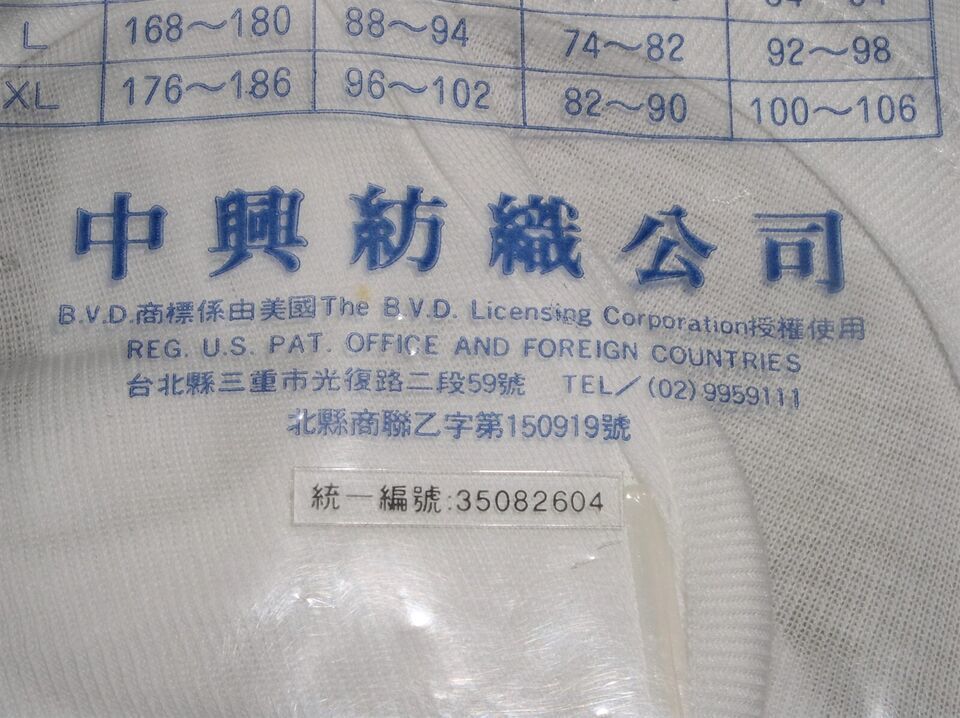 L 168～180 88～94 74～82 92～98
XL 176～186 96～102 82～90 100～106
中興紡織公司
B.V.D.商標係由美國The B.V.D. Licensing Corporation授權使用
REG. U.S. PAT. OFFICE AND FOREIGN COUNTRIES
台北縣三重市光復路二段59號 TEL／(02)9959111
北縣商聯乙字第150919號
統一編號:35082604